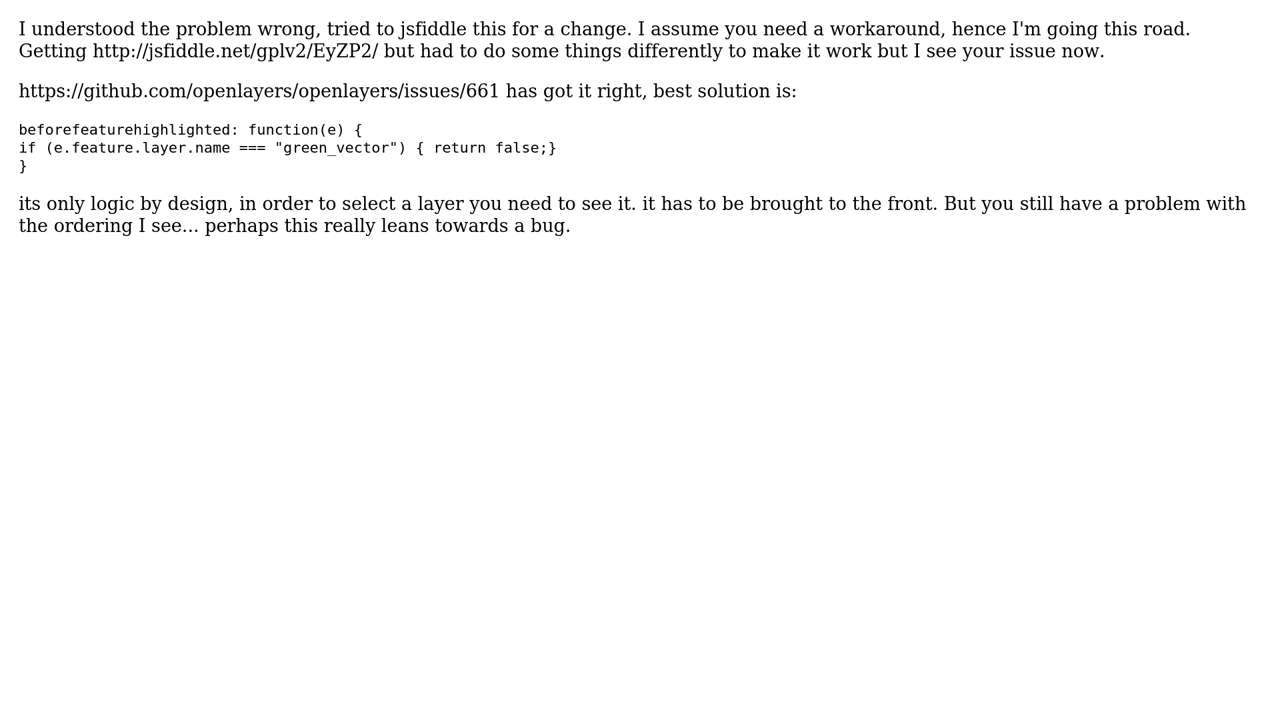 I understood the problem wrong, tried to jsfiddle this for a change. I assume you need a workaround, hence I'm going this road.
Getting http://jsfiddle.net/gplv2/EyZP2/ but had to do some things differently to make it work but I see your issue now.
https://github.com/openlayers/openlayers/issues/661 has got it right, best solution is:
beforefeaturehighlighted: function(e) {
if (e.feature.layer.name === "green_vector") { return false;}
}
its only logic by design, in order to select a layer you need to see it. it has to be brought to the front. But you still have a problem with
the ordering I see... perhaps this really leans towards a bug.